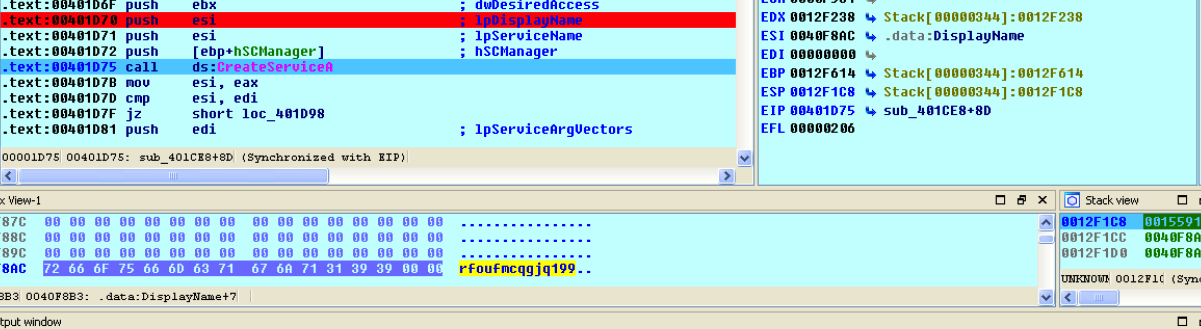 .text:00401D6F push ebx ; dwDesiredAccess
.text:00401D70 push esi ; lpDisplayName
.text:00401D71 push esi ; lpServiceName
.text:00401D72 push [ebp+hSCManager] ; hSCManager
.text:00401D75 call ds:CreateServiceA
.text:00401D7B mov esi, eax
.text:00401D7D cmp esi, edi
.text:00401D7F jz short loc_401D98
.text:00401D81 push edi ; lpServiceArgVectors
00001D75 00401D75: sub_401CE8+8D (Synchronized with EIP)
EDX 0012F238 Stack[00000344]:0012F238
ESI 0040F8AC .data:DisplayName
EDI 00000000
EBP 0012F614 Stack[00000344]:0012F614
ESP 0012F1C8 Stack[00000344]:0012F1C8
EIP 00401D75 sub_401CE8+8D
EFL 00000206
x View-1
F87C 00 00 00 00 00 00 00 00 00 00 00 00 00 00 00 00 ................
F88C 00 00 00 00 00 00 00 00 00 00 00 00 00 00 00 00 ................
F89C 00 00 00 00 00 00 00 00 00 00 00 00 00 00 00 00 ................
F8AC 72 66 6F 75 66 6D 63 71 67 6A 71 31 39 39 00 00 rfoufmcqgjq199..
8B3 0040F8B3: .data:DisplayName+7
Stack view
0012F1C8 0015591
0012F1CC 0040F8A
0012F1D0 0040F8A
UNKNOWN 0012F1C (Syn
tput window